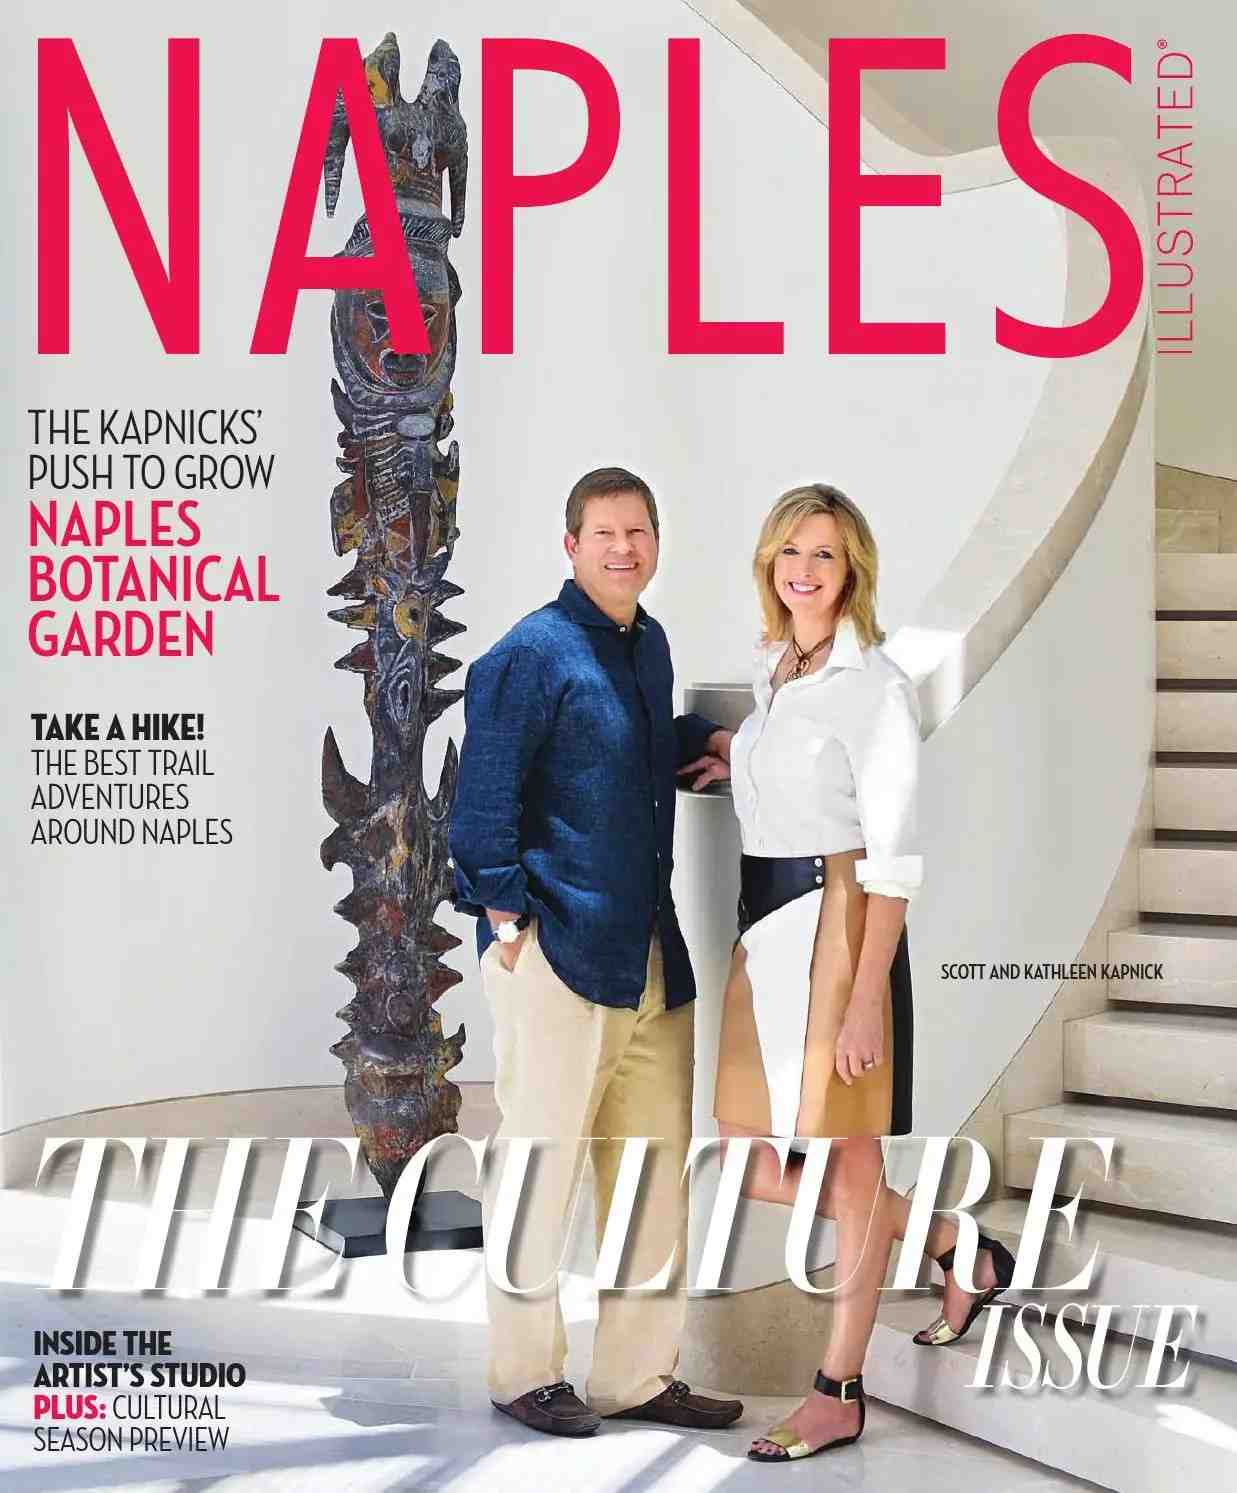 NAPLES
ILLUSTRATED®
THE KAPNICKS'
PUSH TO GROW
NAPLES
BOTANICAL
GARDEN
TAKE A HIKE!
THE BEST TRAIL
ADVENTURES
AROUND NAPLES
SCOTT AND KATHLEEN KAPNICK
THE CULTURE
ISSUE
INSIDE THE
ARTIST'S STUDIO
PLUS: CULTURAL
SEASON PREVIEW